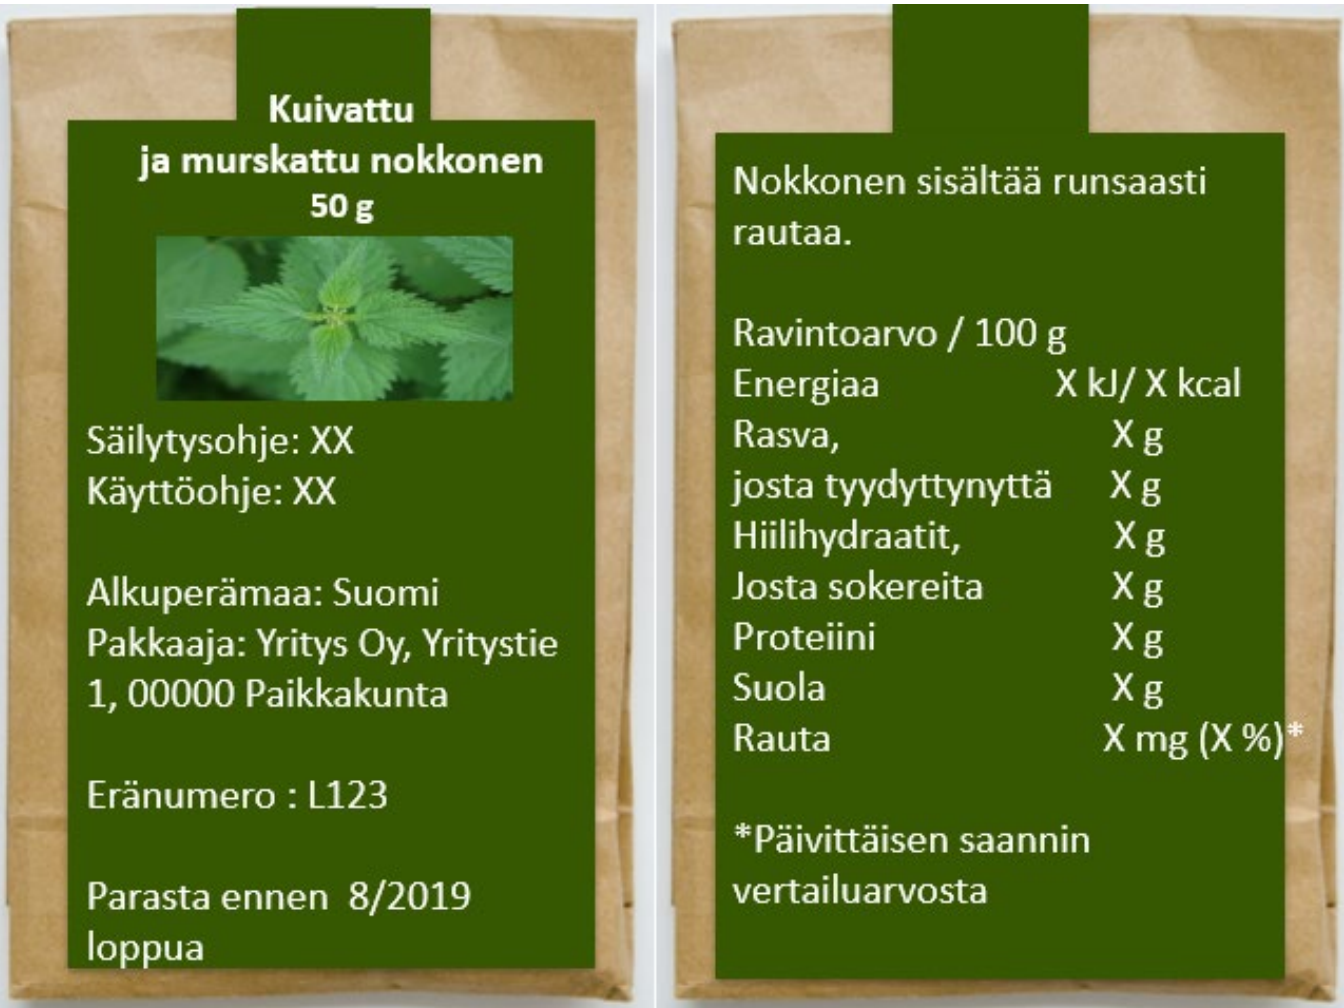 Kuivattu
ja murskattu nokkonen
50 g
Säilytysohje: XX
Käyttöohje: XX
Alkuperämaa: Suomi
Pakkaaja: Yritys Oy, Yritystie
1, 00000 Paikkakunta
Eränumero : L123
Parasta ennen 8/2019
loppua
Nokkonen sisältää runsaasti
rautaa.
Ravintoarvo / 100 g
Energiaa X kJ/ X kcal
Rasva, X g
josta tyydyttynyttä X g
Hiilihydraatit, X g
Josta sokereita X g
Proteiini X g
Suola X g
Rauta X mg (X %)*
*Päivittäisen saannin
vertailuarvosta